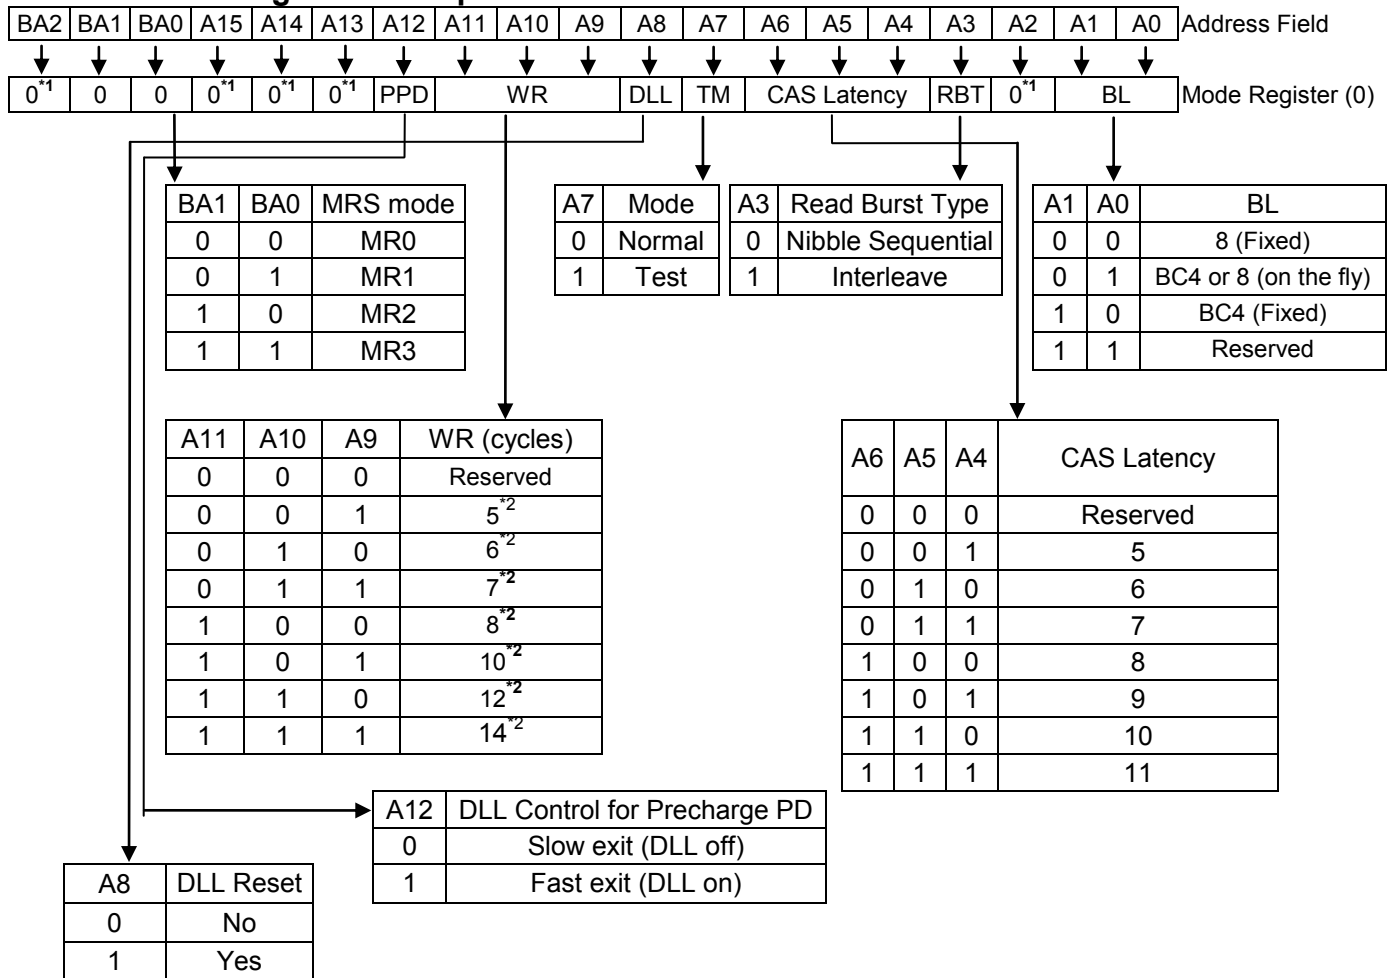 BA2 BA1 BA0 A15 A14 A13 A12 A11 A10 A9 A8 A7 A6 A5 A4 A3 A2 A1 A0 Address Field
0*1 0 0 0*1 0*1 0*1 PPD WR DLL TM CAS Latency RBT 0*1 BL Mode Register (0)
BA1 BA0 MRS mode
0 0 MR0
0 1 MR1
1 0 MR2
1 1 MR3
A7 Mode
0 Normal
1 Test
A3 Read Burst Type
0 Nibble Sequential
1 Interleave
A1 A0 BL
0 0 8 (Fixed)
0 1 BC4 or 8 (on the fly)
1 0 BC4 (Fixed)
1 1 Reserved
A11 A10 A9 WR (cycles)
0 0 0 Reserved
0 0 1 5*2
0 1 0 6*2
0 1 1 7*2
1 0 0 8*2
1 0 1 10*2
1 1 0 12*2
1 1 1 14*2
A6 A5 A4 CAS Latency
0 0 0 Reserved
0 0 1 5
0 1 0 6
0 1 1 7
1 0 0 8
1 0 1 9
1 1 0 10
1 1 1 11
A12 DLL Control for Precharge PD
0 Slow exit (DLL off)
1 Fast exit (DLL on)
A8 DLL Reset
0 No
1 Yes